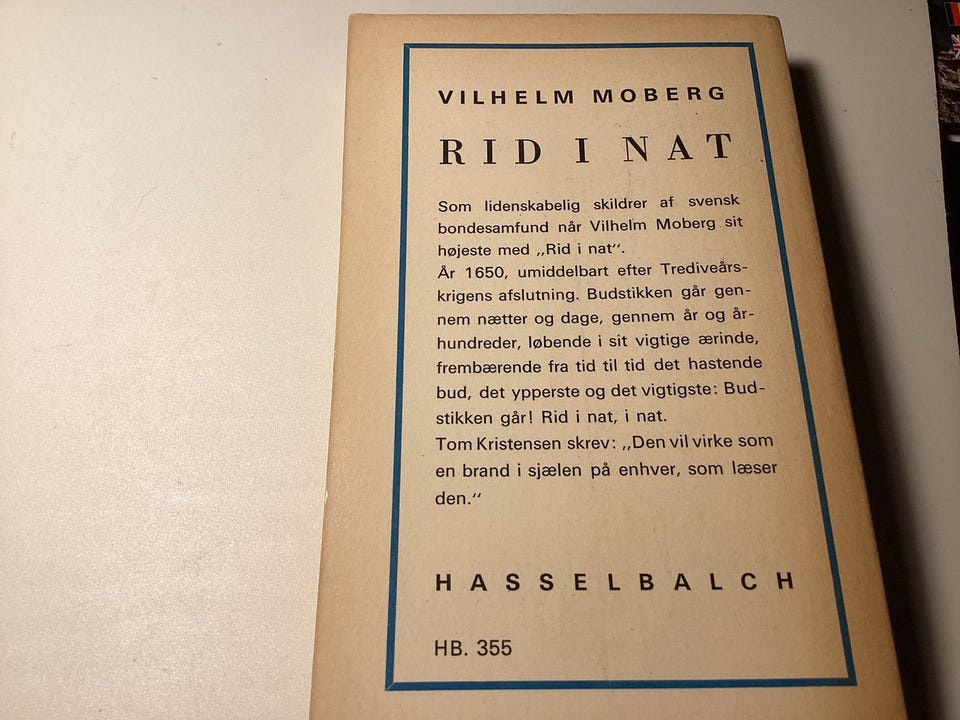 VILHELM MOBERG
RID I NAT
Som lidenskabelig skildrer af svensk
bondesamfund når Vilhelm Moberg sit
højeste med „Rid i nat“.
År 1650, umiddelbart efter Trediveårs-
krigens afslutning. Budstikken går gen-
nem nætter og dage, gennem år og år-
hundreder, løbende i sit vigtige ærinde,
frembærende fra tid til tid det hastende
bud, det ypperste og det vigtigste: Bud-
stikken går! Rid i nat, i nat.
Tom Kristensen skrev: „Den vil virke som
en brand i sjælen på enhver, som læser
den.“
HASSELBALCH
HB. 355